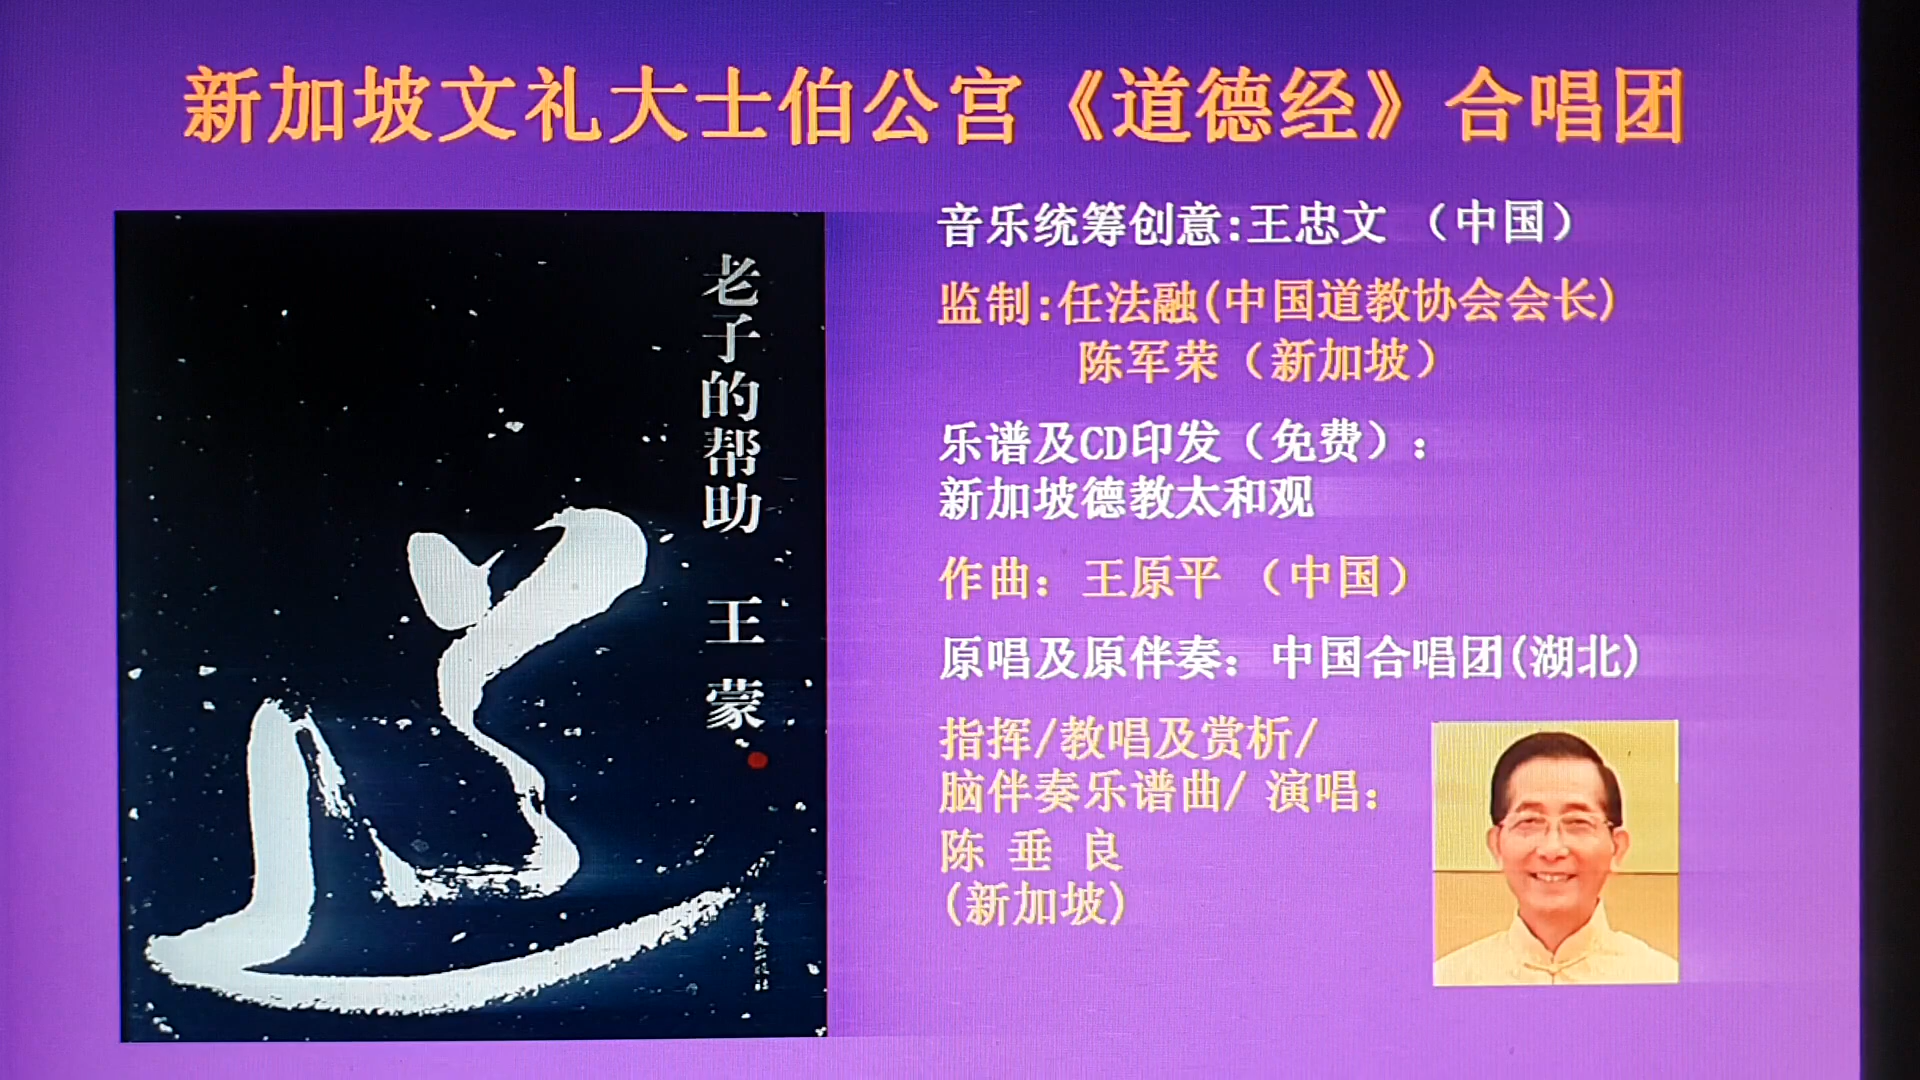 新加坡文礼大士伯公宫《道德经》合唱团
老子的帮助 王蒙
华夏出版社
音乐统筹创意:王忠文 （中国）
监制:任法融(中国道教协会会长)
陈军荣（新加坡）
乐谱及CD印发（免费）：
新加坡德教太和观
作曲：王原平 （中国）
原唱及原伴奏：中国合唱团(湖北)
指挥/教唱及赏析/
脑伴奏乐谱曲/ 演唱：
陈 垂 良
(新加坡)